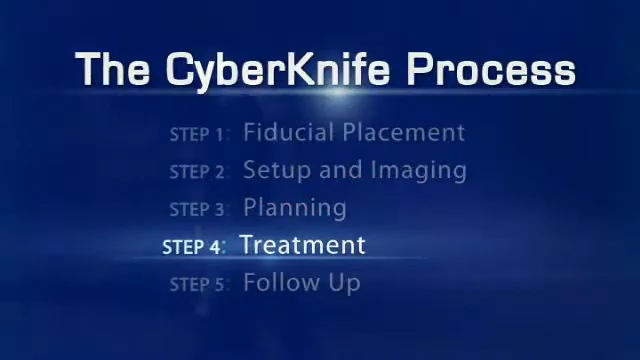 The CyberKnife Process
STEP 1: Fiducial Placement
STEP 2: Setup and Imaging
STEP 3: Planning
STEP 4: Treatment
STEP 5: Follow Up